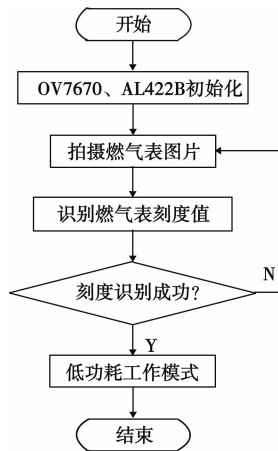 开始
OV7670、AL422B初始化
拍摄燃气表图片
识别燃气表刻度值
刻度识别成功?
N
Y
低功耗工作模式
结束